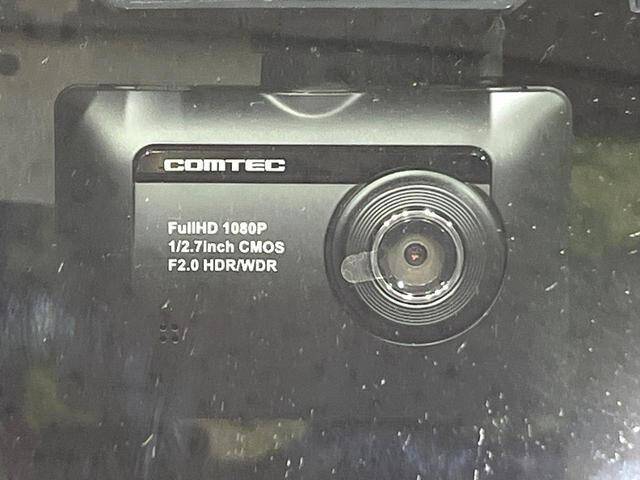 COMTEC
FullHD 1080P
1/2.7inch CMOS
F2.0 HDR/WDR